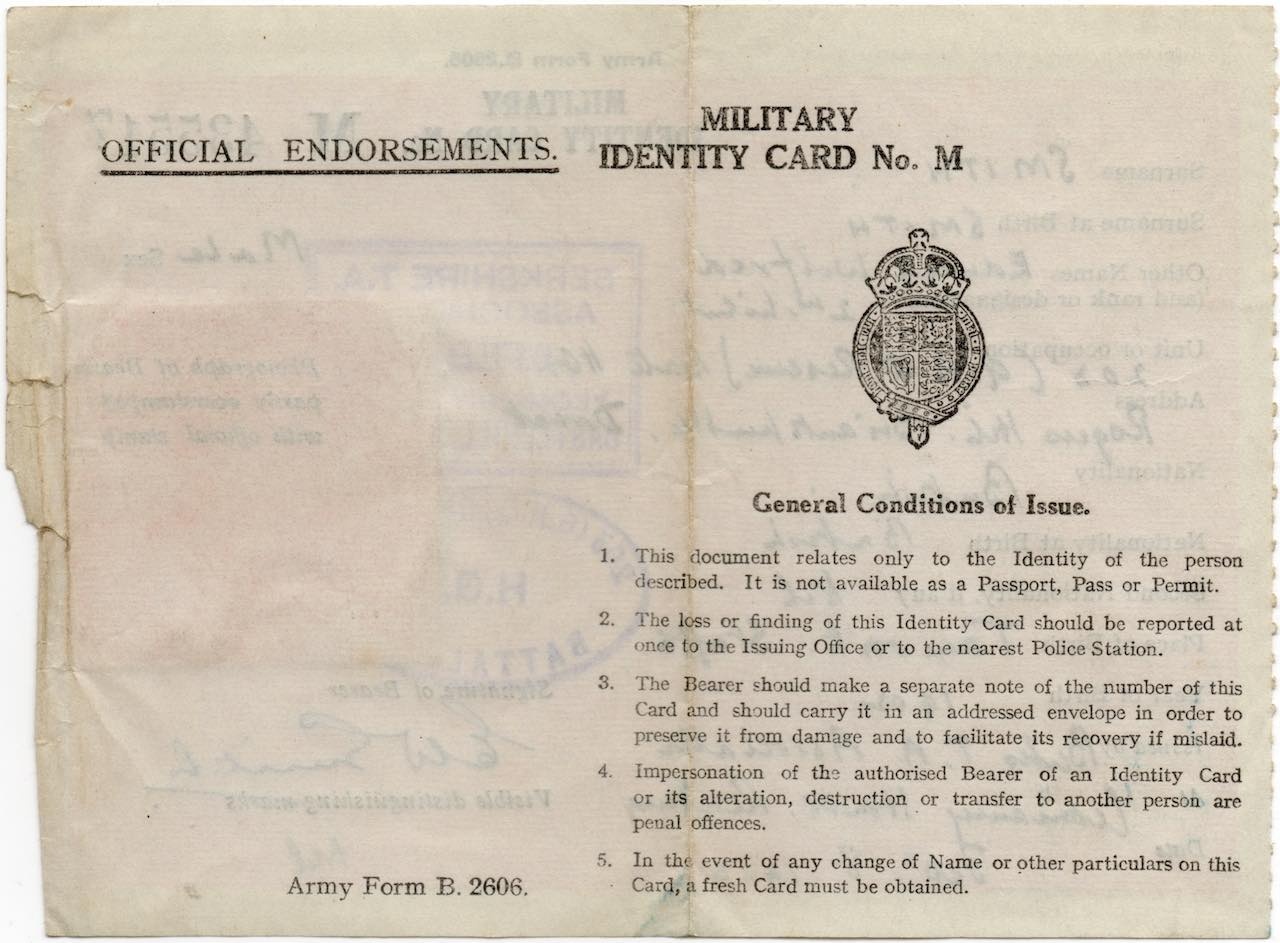 OFFICIAL ENDORSEMENTS.
Army Form B. 2606.
MILITARY
IDENTITY CARD No. M
General Conditions of Issue.
1. This document relates only to the Identity of the person
described. It is not available as a Passport, Pass or Permit.
2. The loss or finding of this Identity Card should be reported at
once to the Issuing Office or to the nearest Police Station.
3. The Bearer should make a separate note of the number of this
Card and should carry it in an addressed envelope in order to
preserve it from damage and to facilitate its recovery if mislaid.
4. Impersonation of the authorised Bearer of an Identity Card
or its alteration, destruction or transfer to another person are
penal offences.
5. In the event of any change of Name or other particulars on this
Card, a fresh Card must be obtained.